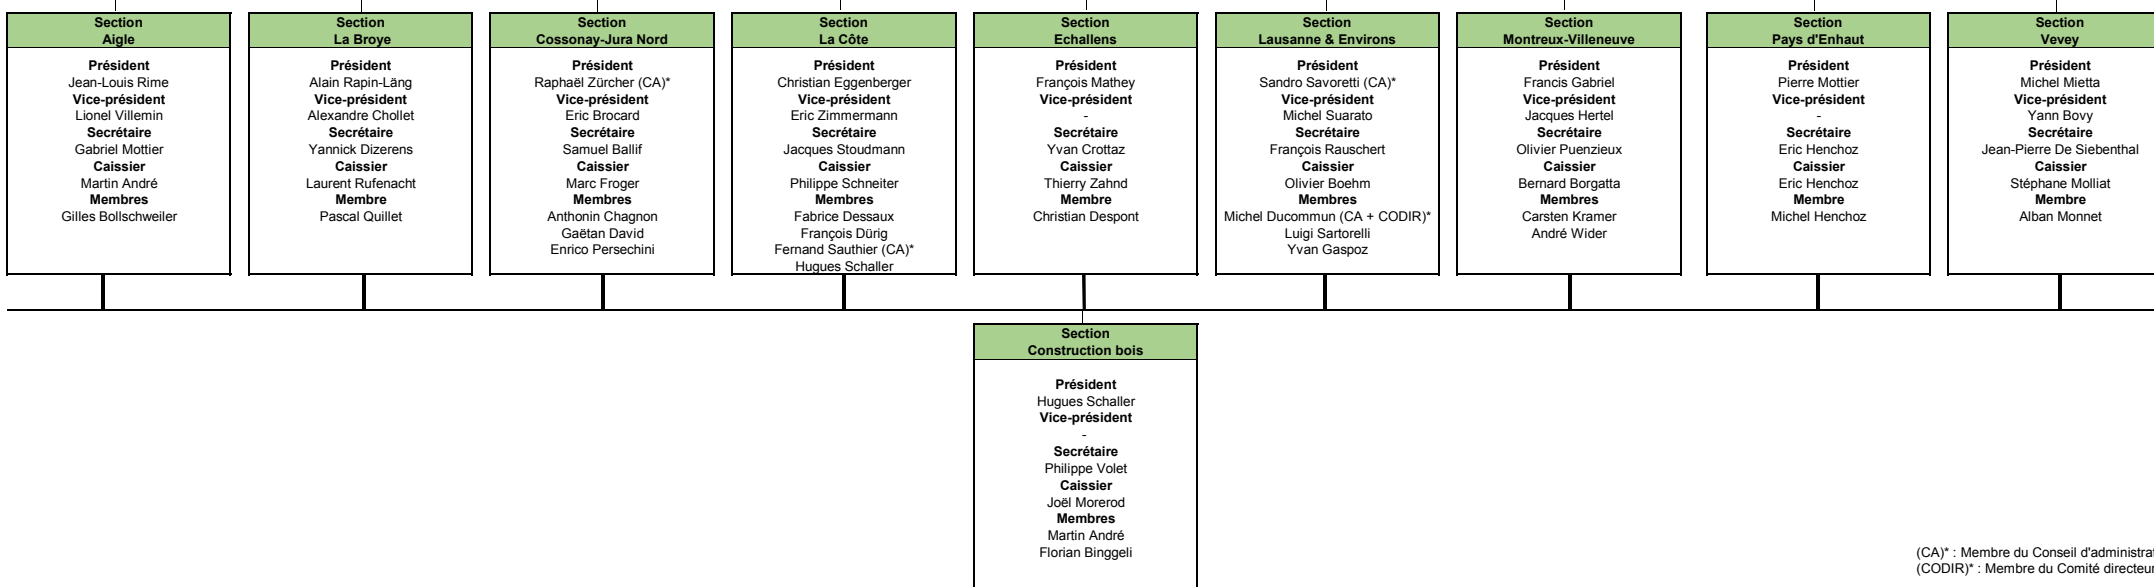 Section
Aigle
Président
Jean-Louis Rime
Vice-président
Lionel Villemin
Secrétaire
Gabriel Mottier
Caissier
Martin André
Membres
Gilles Bollschweiler
Section
La Broye
Président
Alain Rapin-Läng
Vice-président
Alexandre Chollet
Secrétaire
Yannick Dizerens
Caissier
Laurent Rufenacht
Membre
Pascal Quillet
Section
Cossonay-Jura Nord
Président
Raphaël Zürcher (CA)*
Vice-président
Eric Brocard
Secrétaire
Samuel Ballif
Caissier
Marc Froger
Membres
Anthonin Chagnon
Gaëtan David
Enrico Persechini
Section
La Côte
Président
Christian Eggenberger
Vice-président
Eric Zimmermann
Secrétaire
Jacques Stoudmann
Caissier
Philippe Schneiter
Membres
Fabrice Dessaux
François Dürig
Fernand Sauthier (CA)*
Hugues Schaller
Section
Echallens
Président
François Mathey
Vice-président
-
Secrétaire
Yvan Crottaz
Caissier
Thierry Zahnd
Membre
Christian Despont
Section
Lausanne & Environs
Président
Sandro Savoretti (CA)*
Vice-président
Michel Suarato
Secrétaire
François Rauschert
Caissier
Olivier Boehm
Membres
Michel Ducommun (CA + CODIR)*
Luigi Sartorelli
Yvan Gaspoz
Section
Montreux-Villeneuve
Président
Francis Gabriel
Vice-président
Jacques Hertel
Secrétaire
Olivier Puenzieux
Caissier
Bernard Borgatta
Membres
Carsten Kramer
André Wider
Section
Pays d'Enhaut
Président
Pierre Mottier
Vice-président
-
Secrétaire
Eric Henchoz
Caissier
Eric Henchoz
Membre
Michel Henchoz
Section
Vevey
Président
Michel Mietta
Vice-président
Yann Bovy
Secrétaire
Jean-Pierre De Siebenthal
Caissier
Stéphane Molliat
Membre
Alban Monnet
Section
Construction bois
Président
Hugues Schaller
Vice-président
-
Secrétaire
Philippe Volet
Caissier
Joël Morerod
Membres
Martin André
Florian Binggeli
(CA)* : Membre du Conseil d'administra
(CODIR)* : Membre du Comité directeu